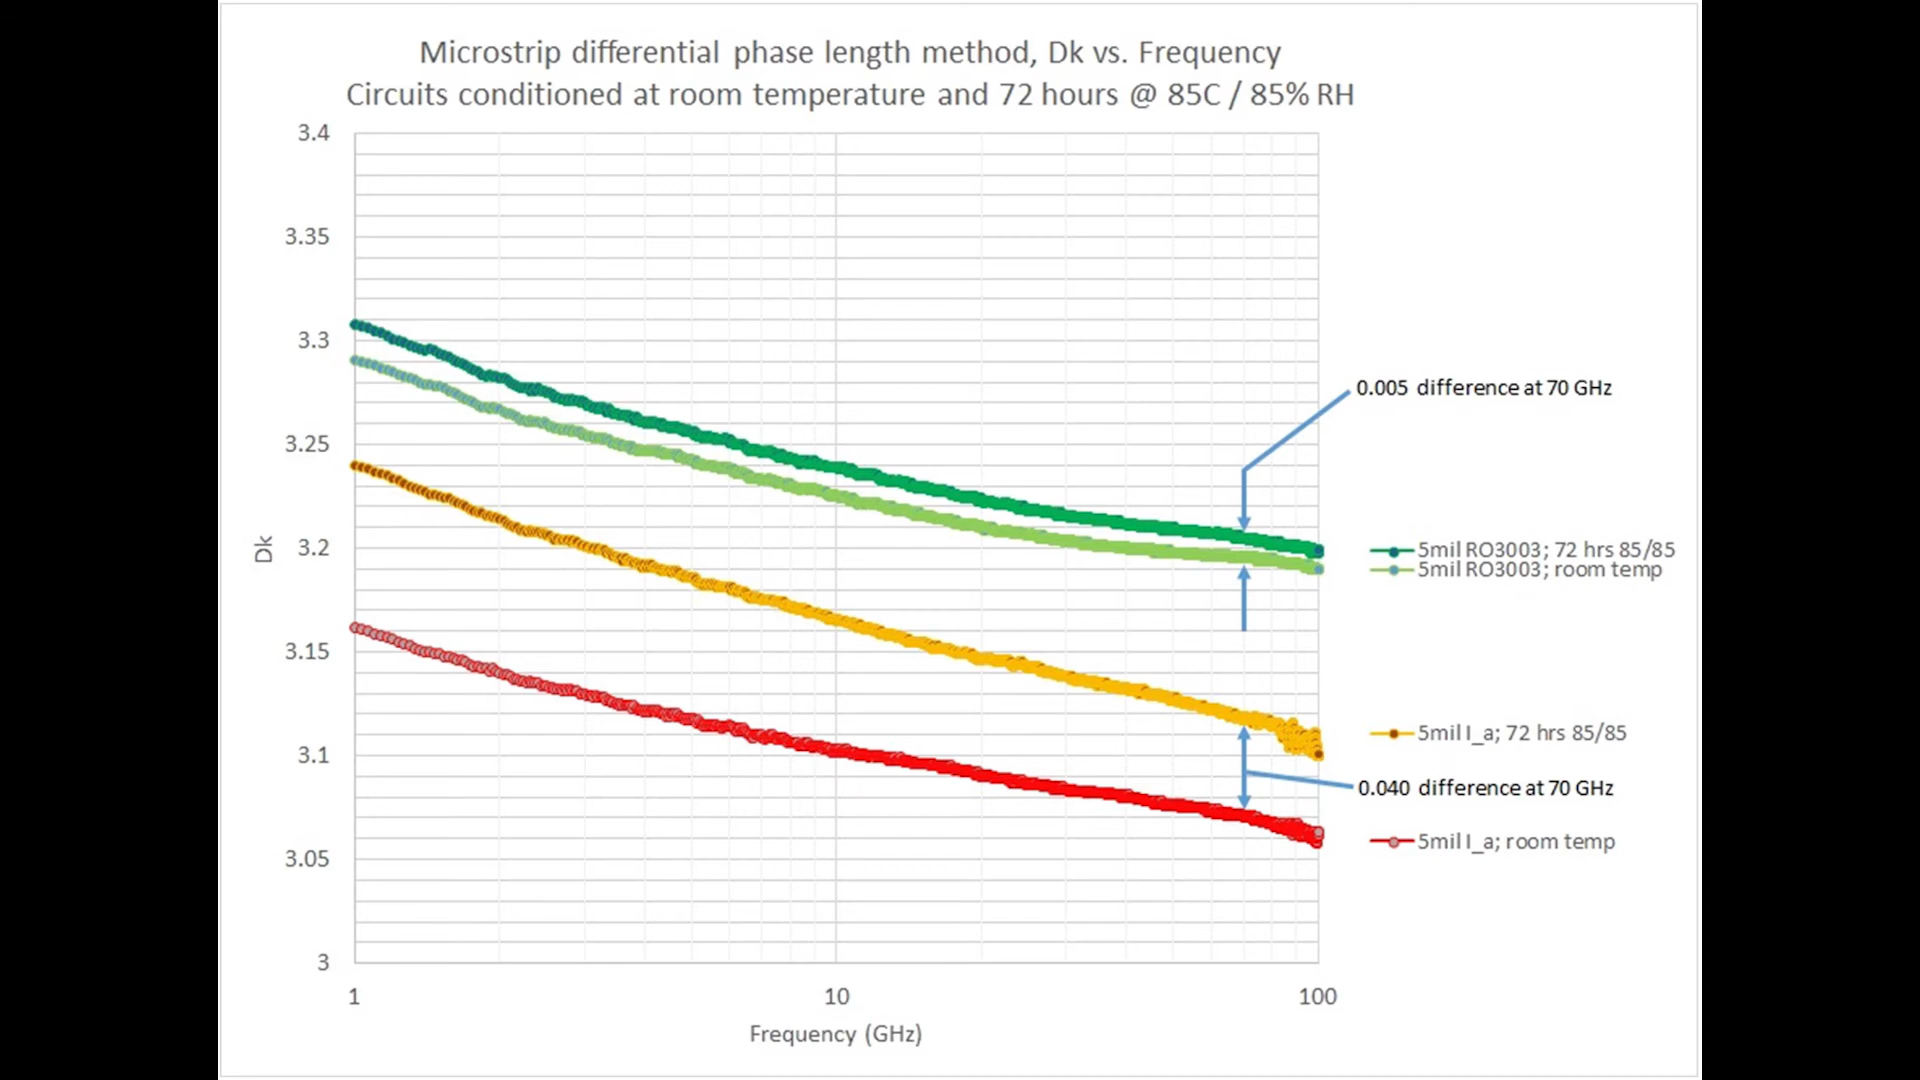 Microstrip differential phase length method, Dk vs. Frequency
Circuits conditioned at room temperature and 72 hours @ 85C / 85% RH
3.4
3.35
3.3
3.25
3.2
3.15
3.1
3.05
3
Dk
1
10
100
Frequency (GHz)
0.005 difference at 70 GHz
5mil RO3003; 72 hrs 85/85
5mil RO3003; room temp
5mil I_a; 72 hrs 85/85
0.040 difference at 70 GHz
5mil I_a; room temp